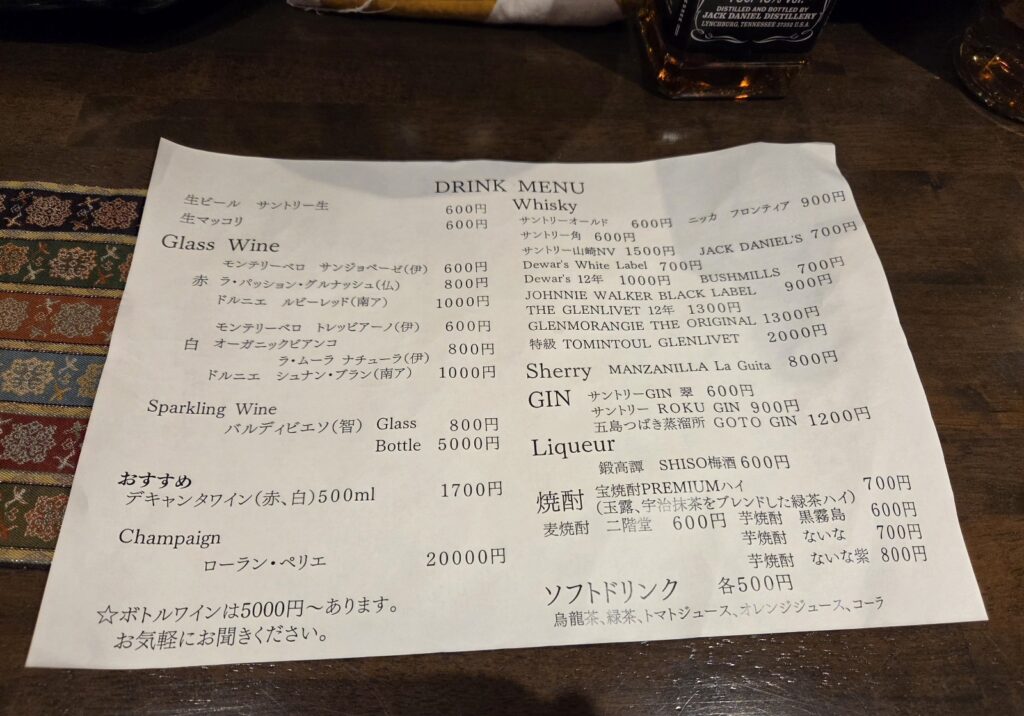 DISTILLED AND BOTTLED BY
JACK DANIEL DISTILLERY
LYNCHBURG, TENNESSEE 37352 U.S.A.
DRINK MENU
生ビール サントリー生 600円
生マッコリ 600円
Glass Wine
モンテリーベロ サンジョベーゼ(伊) 600円
赤 ラ・パッション・グルナッシュ(仏) 800円
ドルニエ ルビーレッド(南ア) 1000円
モンテリーベロ トレッビアーノ(伊) 600円
白 オーガニックビアンコ
ラ・ムーラ ナチューラ(伊) 800円
ドルニエ シュナン・ブラン(南ア) 1000円
Sparkling Wine
バルディビエソ(智) Glass 800円
Bottle 5000円
おすすめ
デキャンタワイン(赤、白)500ml 1700円
Champaign
ローラン・ペリエ 20000円
☆ボトルワインは5000円~あります。
お気軽にお聞きください。
Whisky
サントリーオールド 600円 ニッカ フロンティア 900円
サントリー角 600円
サントリー山崎NV 1500円 JACK DANIEL'S 700円
Dewar's White Label 700円
Dewar's 12年 1000円 BUSHMILLS 700円
JOHNNIE WALKER BLACK LABEL 900円
THE GLENLIVET 12年 1300円
GLENMORANGIE THE ORIGINAL 1300円
特級 TOMINTOUL GLENLIVET 2000円
Sherry MANZANILLA La Guita 800円
GIN サントリーGIN 翠 600円
サントリー ROKU GIN 900円
五島つばき蒸溜所 GOTO GIN 1200円
Liqueur
鍛高譚 SHISO梅酒 600円
焼酎 宝焼酎PREMIUMハイ 700円
(玉露、宇治抹茶をブレンドした緑茶ハイ)
麦焼酎 二階堂 600円 芋焼酎 黒霧島 600円
芋焼酎 ないな 700円
芋焼酎 ないな紫 800円
ソフトドリンク 各500円
烏龍茶、緑茶、トマトジュース、オレンジジュース、コーラ